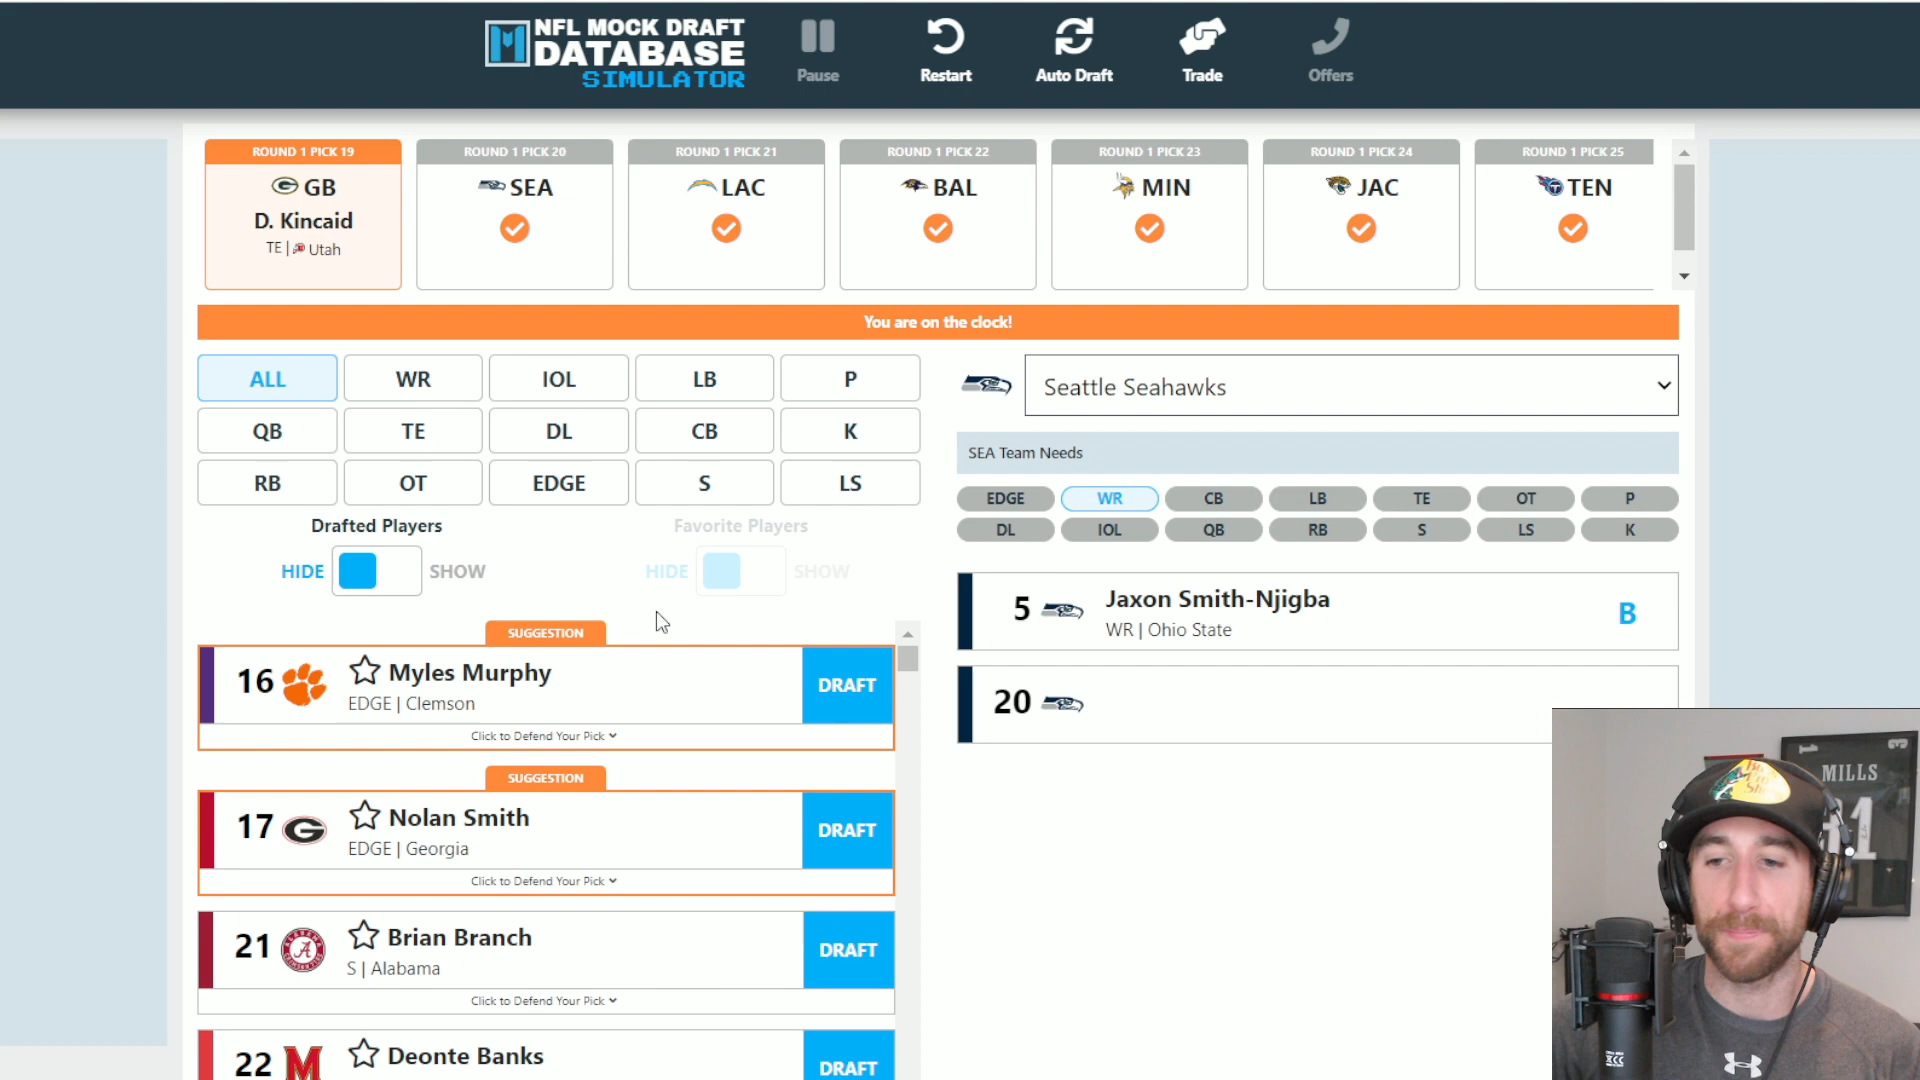 NFL MOCK DRAFT
DATABASE
SIMULATOR
Pause
Restart
Auto Draft
Trade
Offers
ROUND 1 PICK 19
GB
D. Kincaid
TE | Utah
ROUND 1 PICK 20
SEA
ROUND 1 PICK 21
LAC
ROUND 1 PICK 22
BAL
ROUND 1 PICK 23
MIN
ROUND 1 PICK 24
JAC
ROUND 1 PICK 25
TEN
You are on the clock!
ALL WR IOL LB P
QB TE DL CB K
RB OT EDGE S LS
Drafted Players
HIDE SHOW
Favorite Players
HIDE SHOW
SUGGESTION
16 Myles Murphy
EDGE | Clemson
DRAFT
Click to Defend Your Pick
SUGGESTION
17 Nolan Smith
EDGE | Georgia
DRAFT
Click to Defend Your Pick
21 Brian Branch
S | Alabama
DRAFT
Click to Defend Your Pick
22 Deonte Banks
DRAFT
Seattle Seahawks
SEA Team Needs
EDGE WR CB LB TE OT P
DL IOL QB RB S LS K
5 Jaxon Smith-Njigba
WR | Ohio State
B
20
MILLS